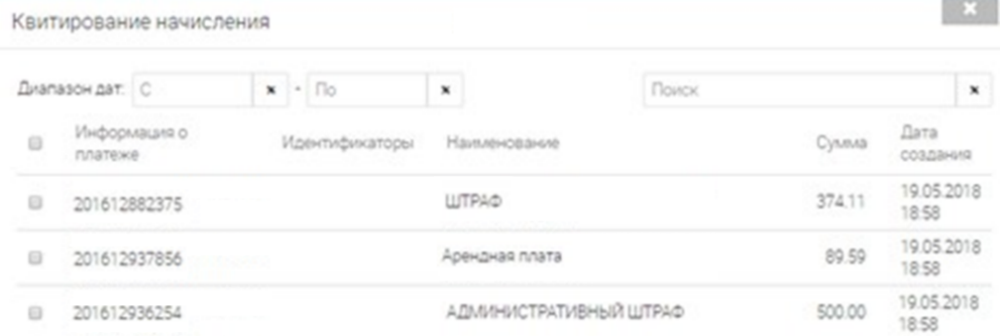 Квитирование начисления
Диапазон дат: С - По Поиск
Информация о платеже Идентификаторы Наименование Сумма Дата создания
201612882375 ШТРАФ 374.11 19.05.2018 18:58
201612937856 Арендная плата 89.59 19.05.2018 18:58
201612936254 АДМИНИСТРАТИВНЫЙ ШТРАФ 500.00 19.05.2018 18:58